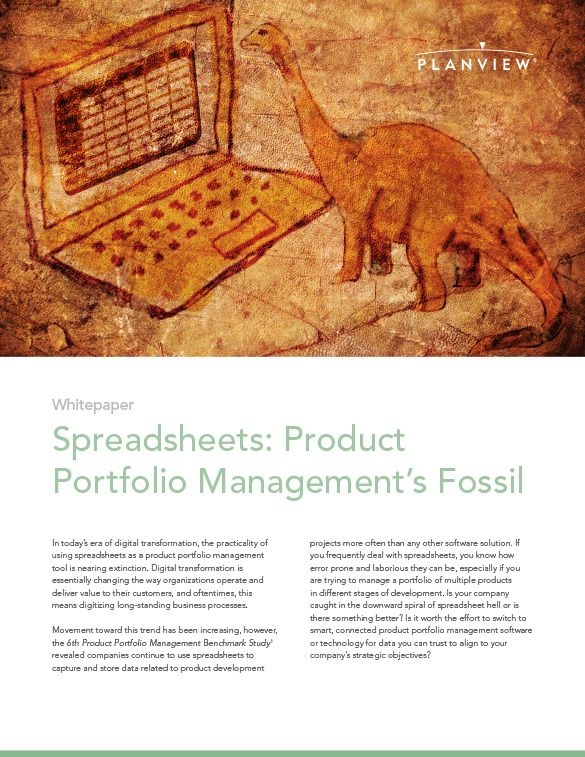 PLANVIEW®
Whitepaper
Spreadsheets: Product
Portfolio Management’s Fossil
In today’s era of digital transformation, the practicality of
using spreadsheets as a product portfolio management
tool is nearing extinction. Digital transformation is
essentially changing the way organizations operate and
deliver value to their customers, and oftentimes, this
means digitizing long-standing business processes.
Movement toward this trend has been increasing, however,
the 6th Product Portfolio Management Benchmark Study¹
revealed companies continue to use spreadsheets to
capture and store data related to product development
projects more often than any other software solution. If
you frequently deal with spreadsheets, you know how
error prone and laborious they can be, especially if you
are trying to manage a portfolio of multiple products
in different stages of development. Is your company
caught in the downward spiral of spreadsheet hell or is
there something better? Is it worth the effort to switch to
smart, connected product portfolio management software
or technology for data you can trust to align to your
company’s strategic objectives?